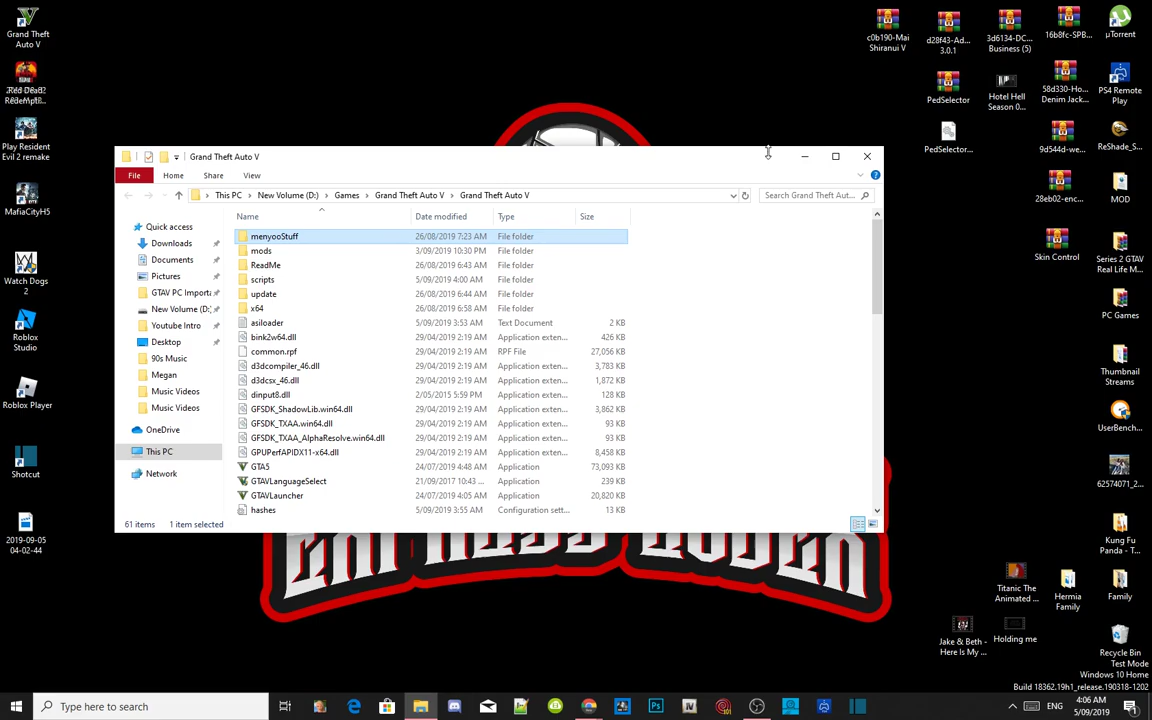 Grand Theft
Auto V
Red Dead
Redempti...
Play Resident
Evil 2 remake
MafiaCityH5
Watch Dogs
2
Roblox
Studio
Roblox Player
Shotcut
2019-09-05
04-02-44
Grand Theft Auto V
File
Home
Share
View
This PC
New Volume (D:)
Games
Grand Theft Auto V
Grand Theft Auto V
Search Grand Theft Aut...
Name
Date modified
Type
Size
Quick access
Downloads
Documents
Pictures
GTAV PC Importa
New Volume (D:
Youtube Intro
Desktop
90s Music
Megan
Music Videos
Music Videos
OneDrive
This PC
Network
menyooStuff 26/08/2019 7:23 AM File folder
mods 3/09/2019 10:30 PM File folder
ReadMe 26/08/2019 6:43 AM File folder
scripts 5/09/2019 4:00 AM File folder
update 26/08/2019 6:44 AM File folder
x64 26/08/2019 6:58 AM File folder
asiloader 5/09/2019 3:53 AM Text Document 2 KB
bink2w64.dll 29/04/2019 2:19 AM Application exten... 426 KB
common.rpf 29/04/2019 2:19 AM RPF File 27,056 KB
d3dcompiler_46.dll 29/04/2019 2:19 AM Application exten... 3,783 KB
d3dcsx_46.dll 29/04/2019 2:19 AM Application exten... 1,872 KB
dinput8.dll 2/05/2015 5:59 PM Application exten... 128 KB
GFSDK_ShadowLib.win64.dll 29/04/2019 2:19 AM Application exten... 3,862 KB
GFSDK_TXAA.win64.dll 29/04/2019 2:19 AM Application exten... 93 KB
GFSDK_TXAA_AlphaResolve.win64.dll 29/04/2019 2:19 AM Application exten... 93 KB
GPUPerfAPIDX11-x64.dll 29/04/2019 2:19 AM Application exten... 8,458 KB
GTA5 24/07/2019 4:48 AM Application 73,093 KB
GTAVLanguageSelect 21/09/2017 10:43 ... Application 239 KB
GTAVLauncher 24/07/2019 4:05 AM Application 20,820 KB
hashes 5/09/2019 3:55 AM Configuration sett... 13 KB
61 items
1 item selected
c0b190-Mai
Shiranui V
d28f43-Ad...
3.0.1
3d6134-DC...
Business (5)
16b8fc-SPB...
µTorrent
PedSelector
Hotel Hell
Season 0...
58d330-Ho...
Denim Jack...
PS4 Remote
Play
PedSelector...
9d544d-we...
ReShade_S...
28eb02-enc...
MOD
Skin Control
Series 2 GTAV
Real Life M...
PC Games
Thumbnail
Streams
UserBench...
62574071_2...
Kung Fu
Panda - T...
Titanic The
Animated ...
Hermia
Family
Family
Jake & Beth -
Here Is My ...
Holding me
Recycle Bin
Test Mode
Windows 10 Home
Build 18362.19h1_release.190318-1202
Type here to search
ENG
4:06 AM
5/09/2019